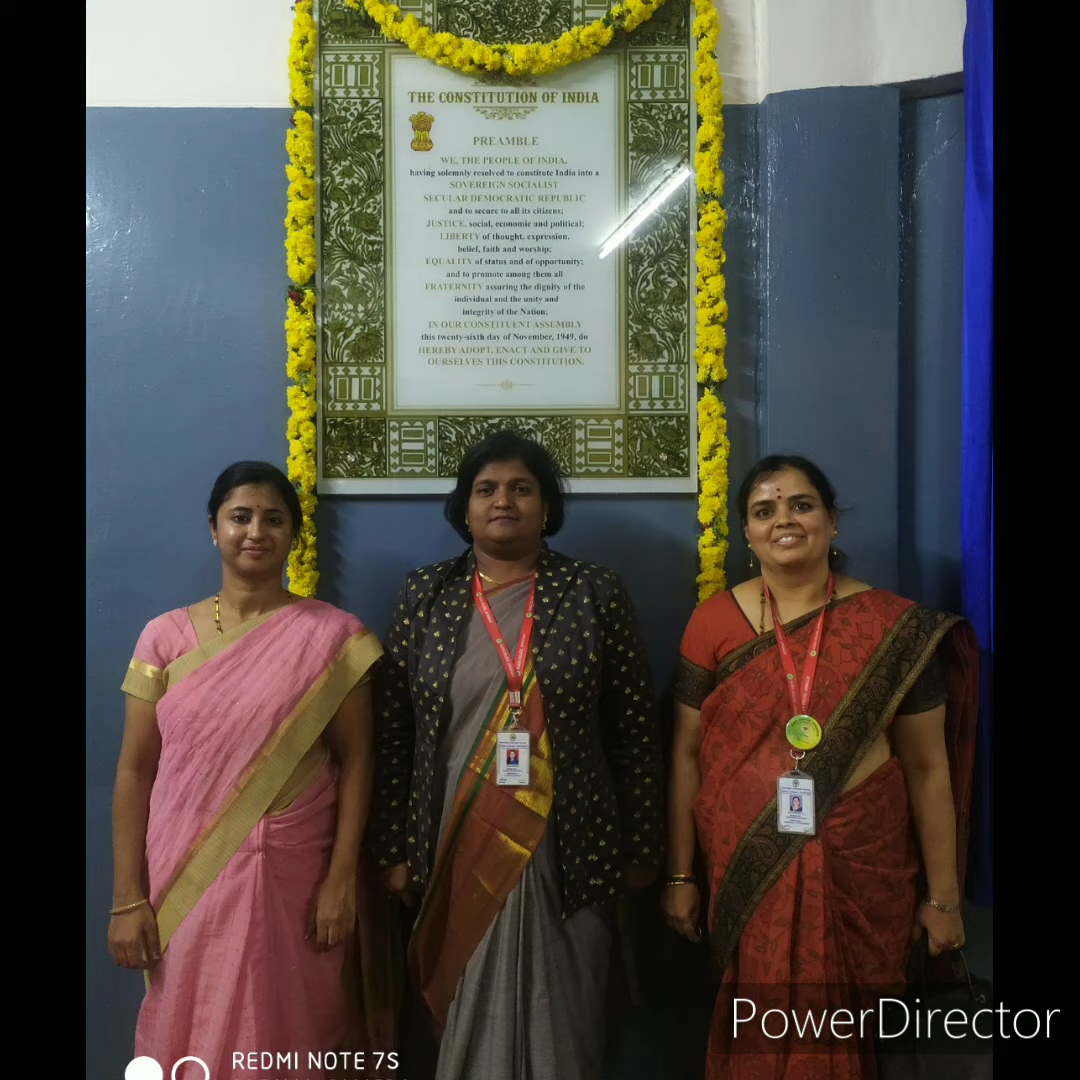 THE CONSTITUTION OF INDIA
PREAMBLE
WE, THE PEOPLE OF INDIA,
having solemnly resolved to constitute India into a
SOVEREIGN SOCIALIST
SECULAR DEMOCRATIC REPUBLIC
and to secure to all its citizens;
JUSTICE, social, economic and political;
LIBERTY of thought, expression,
belief, faith and worship;
EQUALITY of status and of opportunity;
and to promote among them all
FRATERNITY assuring the dignity of the
individual and the unity and
integrity of the Nation;
IN OUR CONSTITUENT ASSEMBLY
this twenty-sixth day of November, 1949, do
HEREBY ADOPT, ENACT AND GIVE TO
OURSELVES THIS CONSTITUTION.
PowerDirector
REDMI NOTE 7S